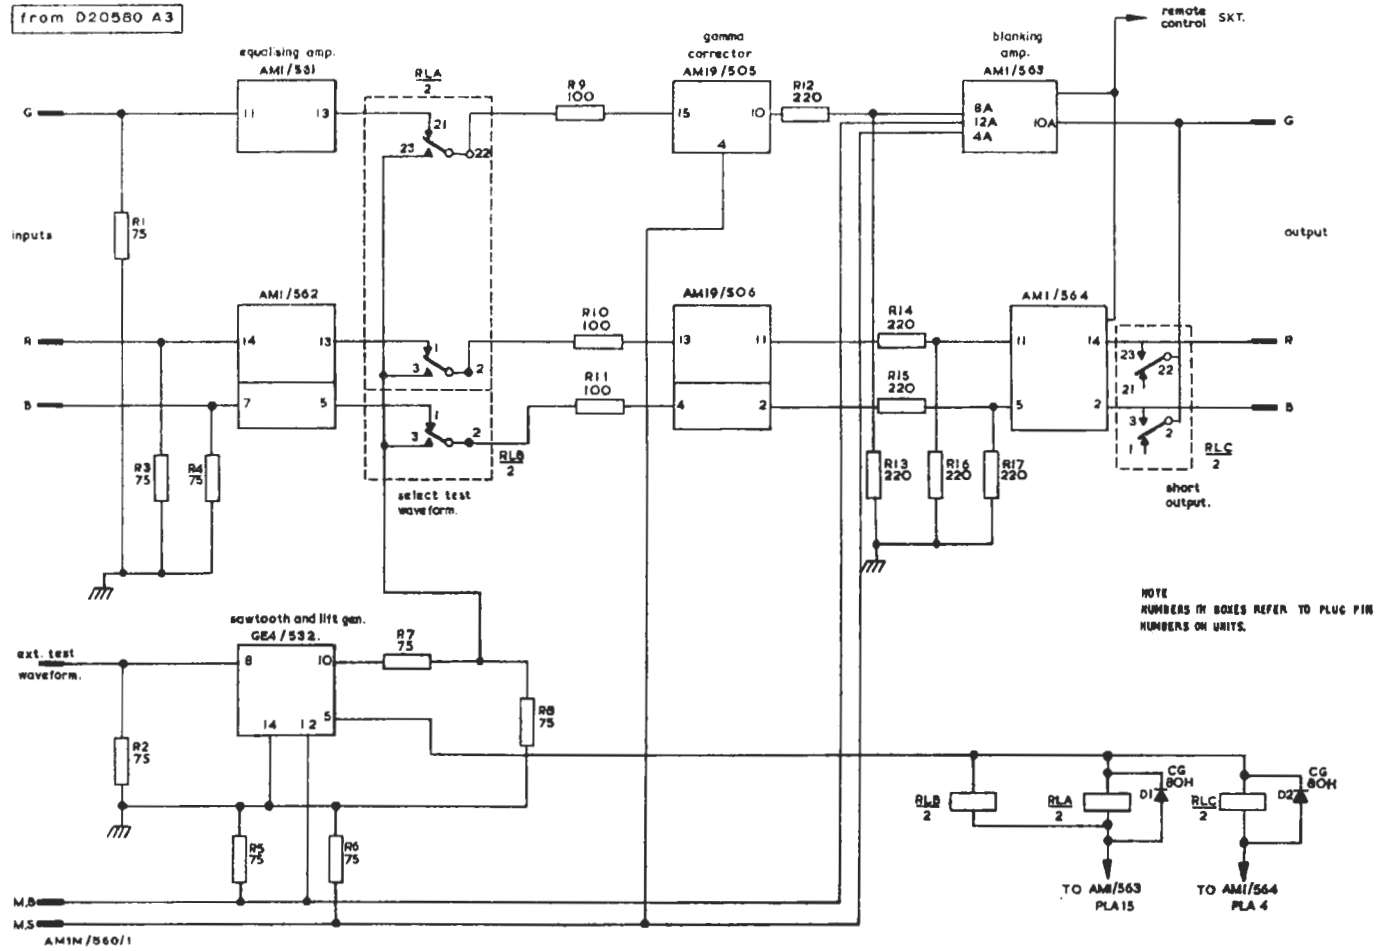 from D20580 A3
remote
control SKT.
equalising amp.
AM1/561
RLA
2
gamma
corrector
AM19/505
blanking
amp.
AM1/563
R9
100
R12
220
G
11
13
21
23
22
15
10
4
8A
12A
4A
10A
G
R1
75
inputs
output
AM1/562
AM19/506
AM1/564
R
14
13
1
3
2
R10
100
13
11
R14
220
11
14
R
23
22
21
B
7
5
1
3
2
R11
100
4
2
R15
220
5
2
B
3
2
1
RLB
2
RLC
2
R3
75
R4
75
select test
waveform.
R13
220
R16
220
R17
220
short
output.
NOTE
NUMBERS IN BOXES REFER TO PLUG PIN
NUMBERS ON UNITS.
sawtooth and lift gen.
GE4/532.
ext. test
waveform.
8
10
14
12
5
R7
75
R8
75
R2
75
R5
75
R6
75
RLB
2
RLA
2
D1
CG
80H
RLC
2
D2
CG
80H
TO AM1/563
PLA15
TO AM1/564
PLA 4
M,B
M,S
AM1M/560/1